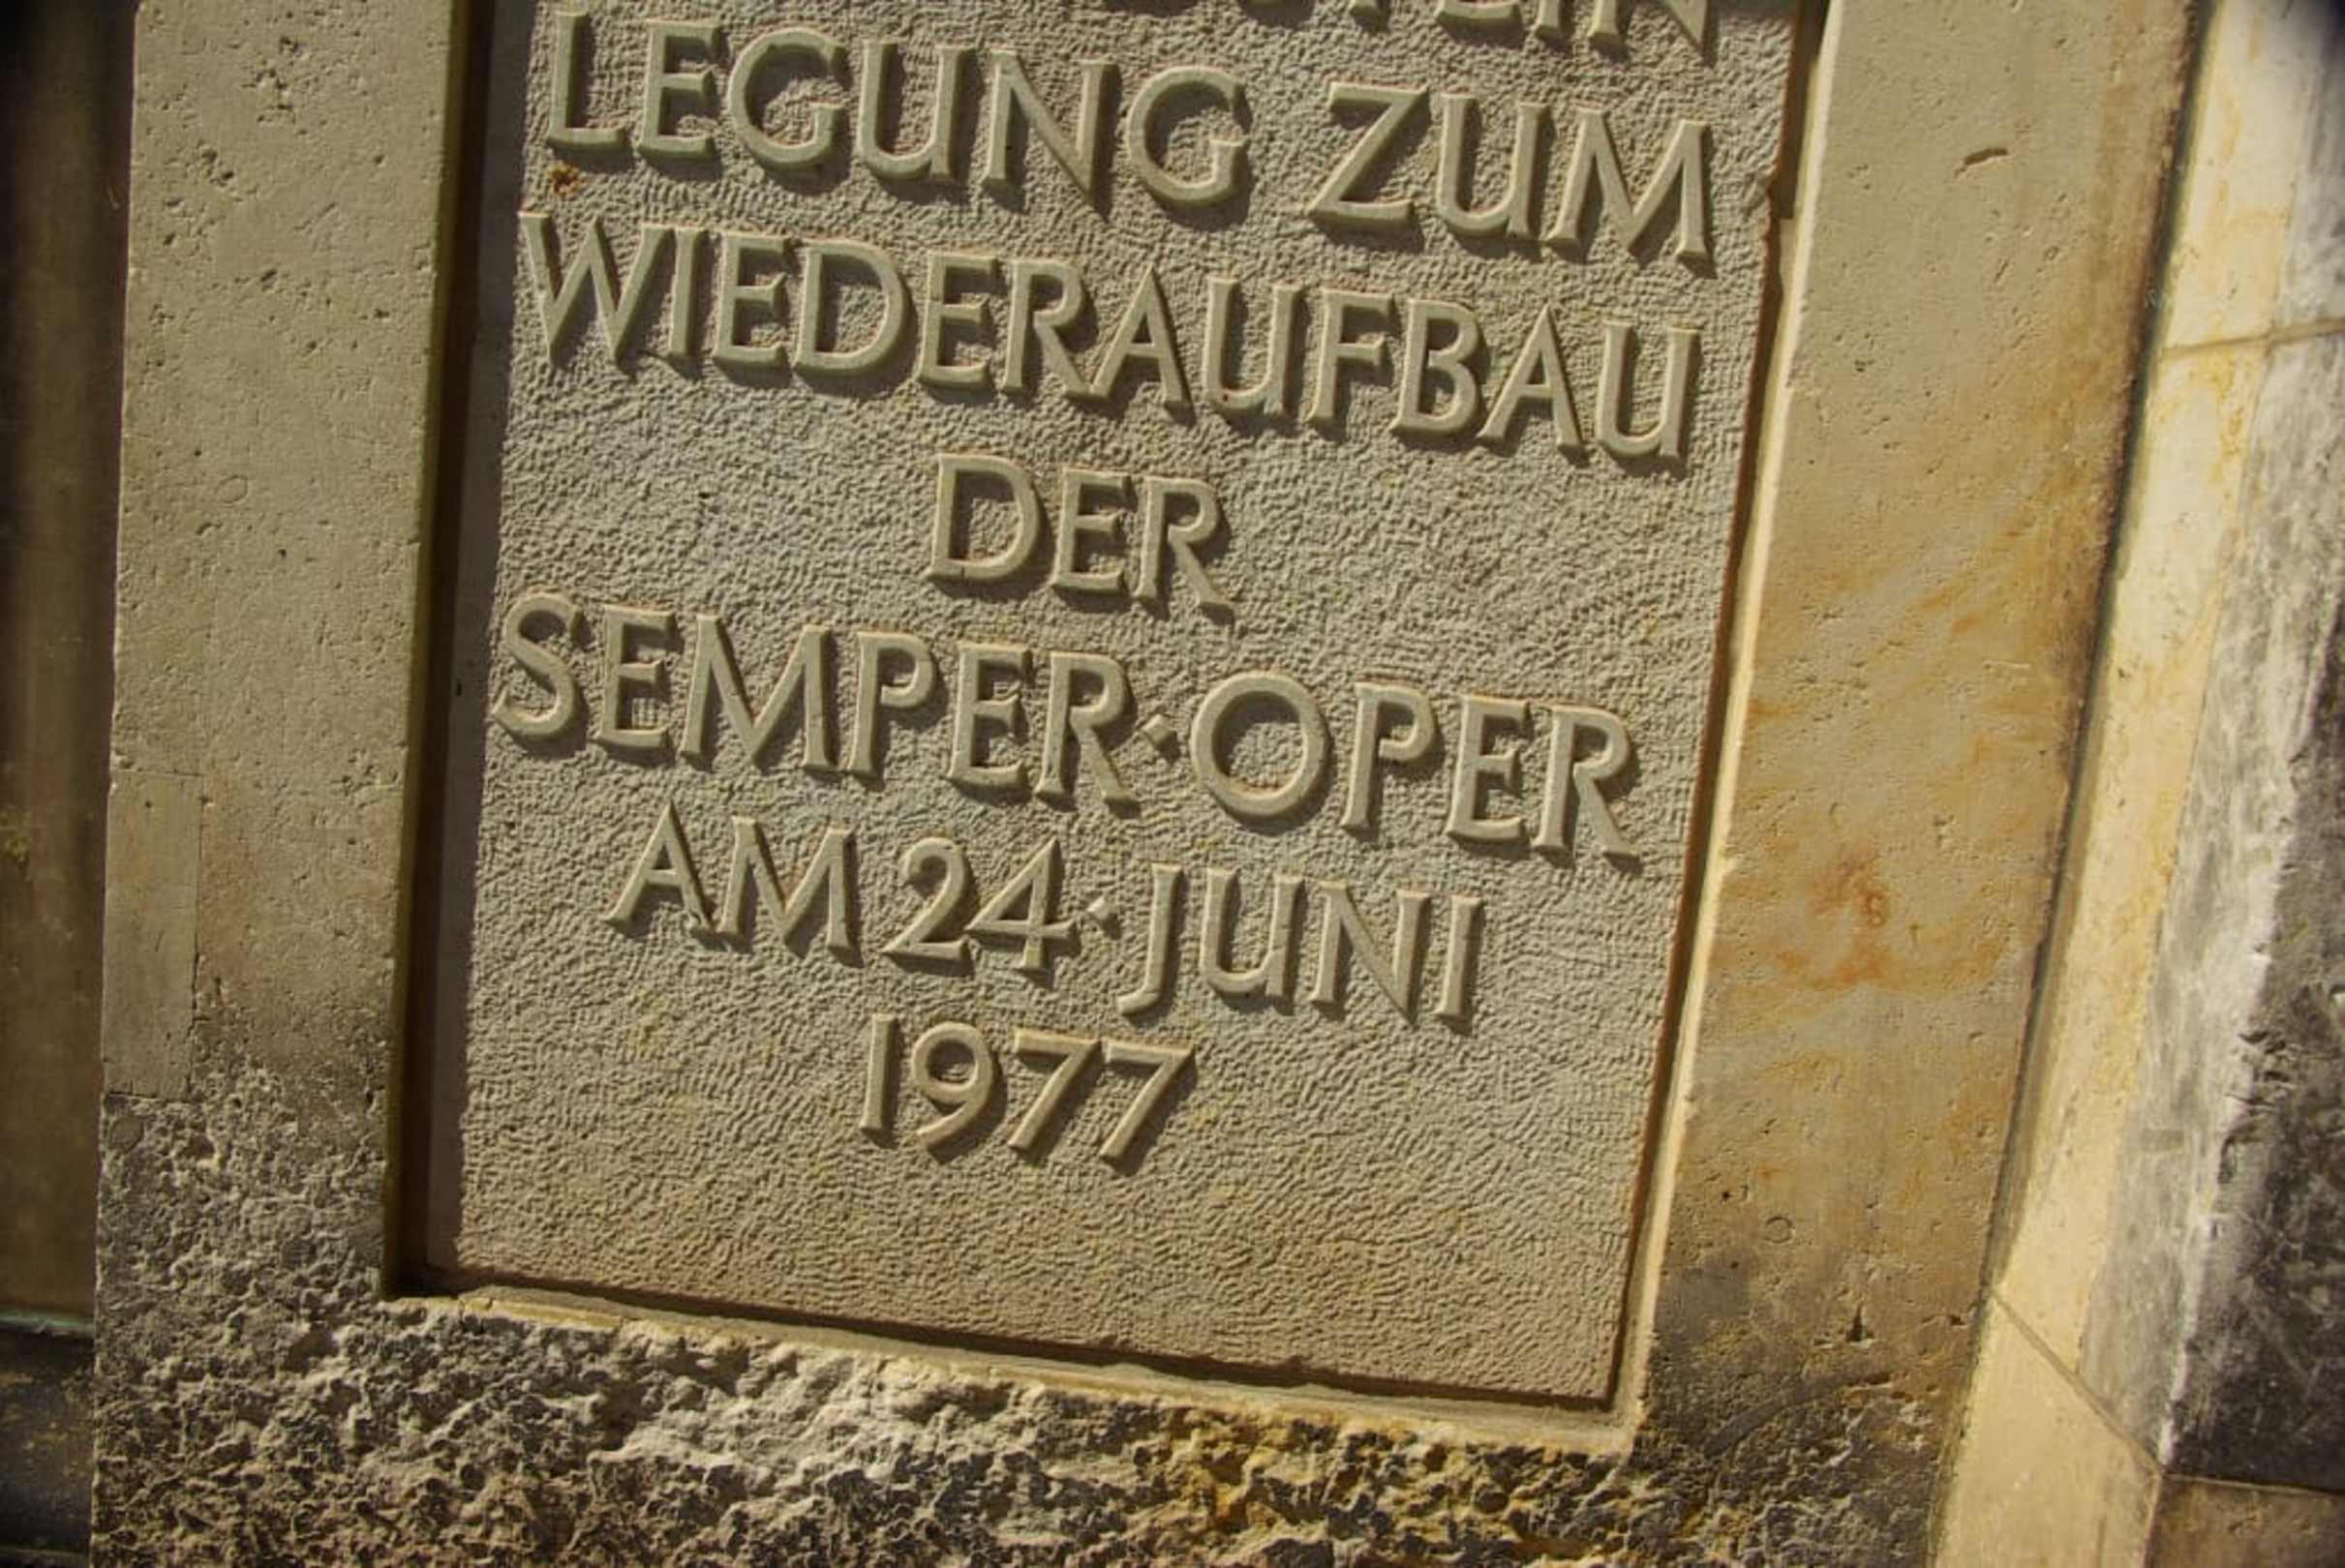 LEGUNG ZUM
WIEDERAUFBAU
DER
SEMPER·OPER
AM 24·JUNI
1977